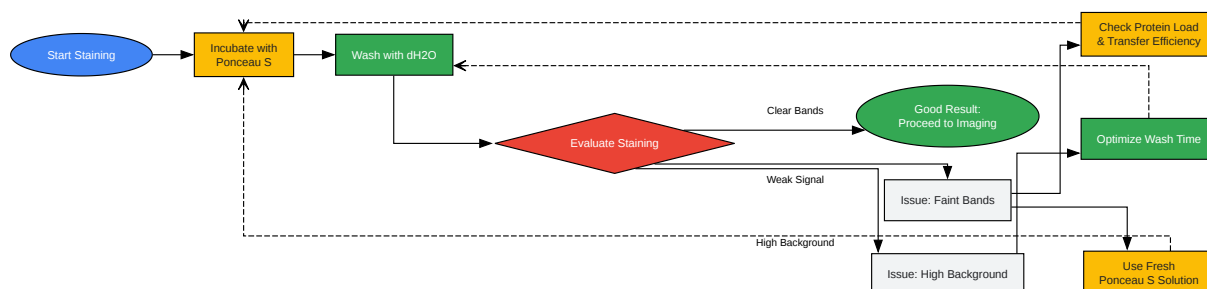 Start Staining
Incubate with
Ponceau S
Wash with dH2O
Check Protein Load
& Transfer Efficiency
Clear Bands
Good Result:
Proceed to Imaging
Evaluate Staining
Optimize Wash Time
Weak Signal
Issue: Faint Bands
High Background
Issue: High Background
Use Fresh
Ponceau S Solution